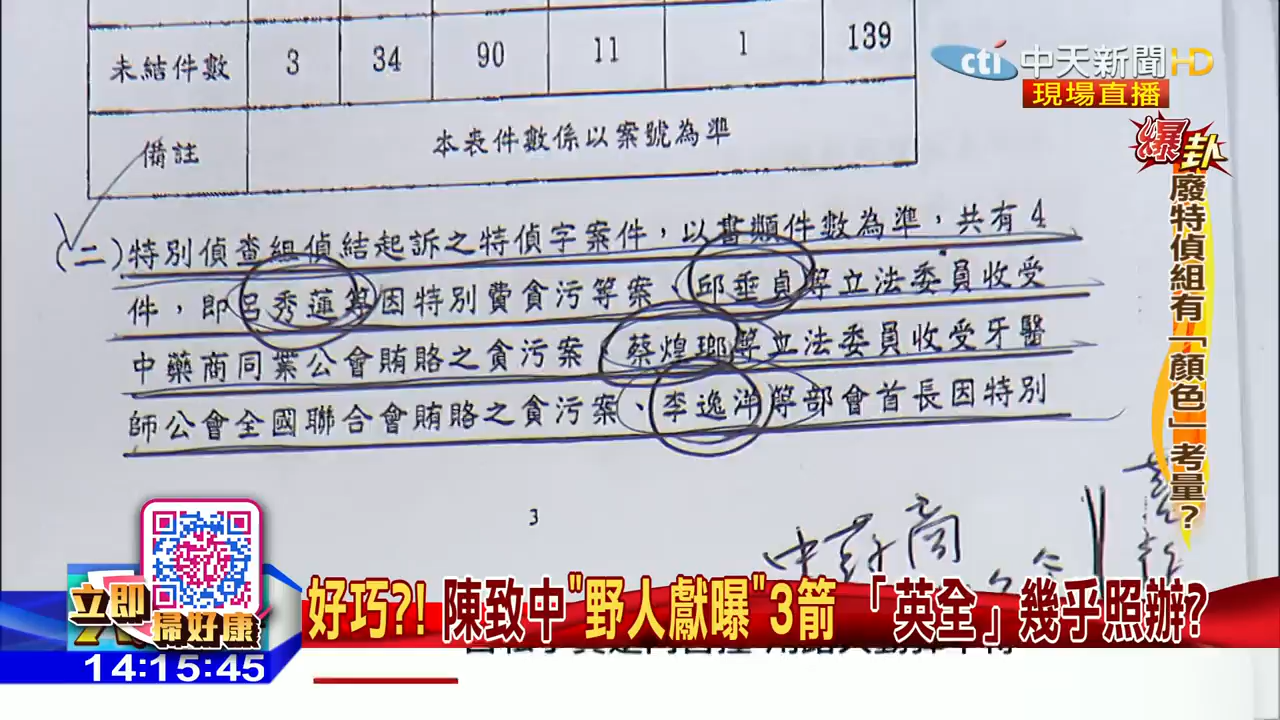 未結件數 3 34 90 11 1 139
備註 本表件數係以案號為準
(二)特別偵查組偵結起訴之特偵字案件，以書類件數為準，共有4
件，即呂秀蓮等因特別費貪污等案、邱垂貞等立法委員收受
中藥商同業公會賄賂之貪污案、蔡煌瑯等立法委員收受牙醫
師公會全國聯合會賄賂之貪污案、李逸洋等部會首長因特別
3
中藥商
cti 中天新聞HD
現場直播
爆卦
廢特偵組有「顏色」考量？
立即
掃好康
好巧?! 陳致中"野人獻曝"3箭 「英全」幾乎照辦?
14:15:45